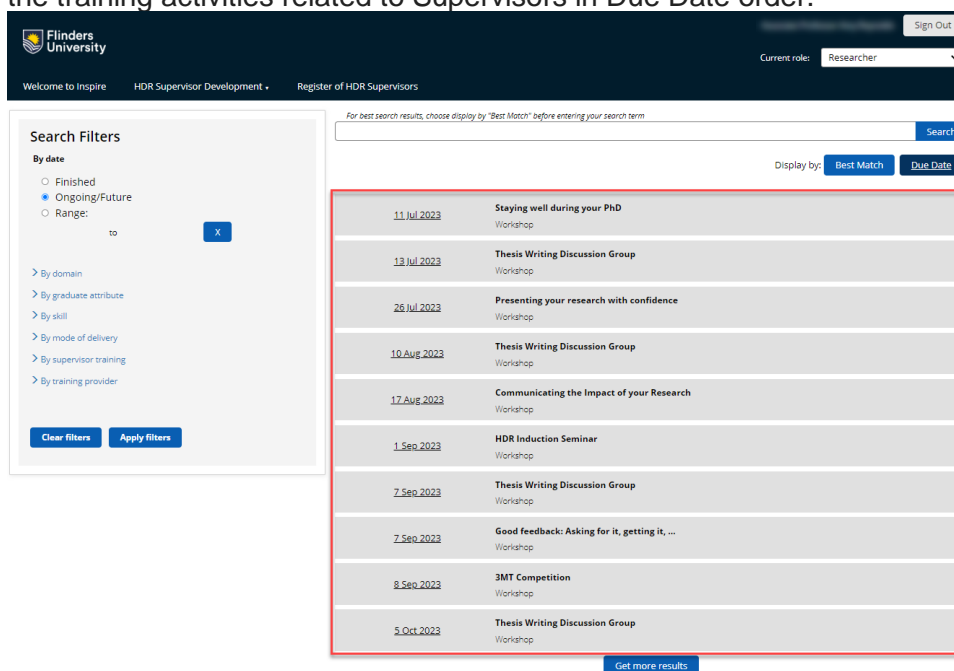 the training activities related to Supervisors in Due Date order.
Flinders
University
Sign Out
Current role: Researcher
Welcome to Inspire HDR Supervisor Development Register of HDR Supervisors
For best search results, choose display by "Best Match" before entering your search term
Search
Display by: Best Match Due Date
Search Filters
By date
Finished
Ongoing/Future
Range:
to X
By domain
By graduate attribute
By skill
By mode of delivery
By supervisor training
By training provider
Clear filters Apply filters
11 Jul 2023 Staying well during your PhD
Workshop
13 Jul 2023 Thesis Writing Discussion Group
Workshop
26 Jul 2023 Presenting your research with confidence
Workshop
10 Aug 2023 Thesis Writing Discussion Group
Workshop
17 Aug 2023 Communicating the Impact of your Research
Workshop
1 Sep 2023 HDR Induction Seminar
Workshop
7 Sep 2023 Thesis Writing Discussion Group
Workshop
7 Sep 2023 Good feedback: Asking for it, getting it, ...
Workshop
8 Sep 2023 3MT Competition
Workshop
5 Oct 2023 Thesis Writing Discussion Group
Workshop
Get more results